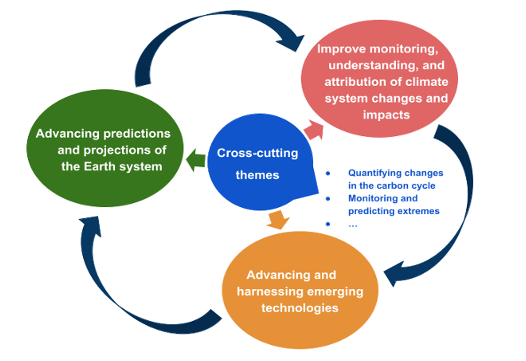 Improve monitoring,
understanding, and
attribution of climate
system changes and
impacts
Advancing predictions
and projections of
the Earth system
Cross-cutting
themes
• Quantifying changes
in the carbon cycle
• Monitoring and
predicting extremes
• ...
Advancing and
harnessing emerging
technologies